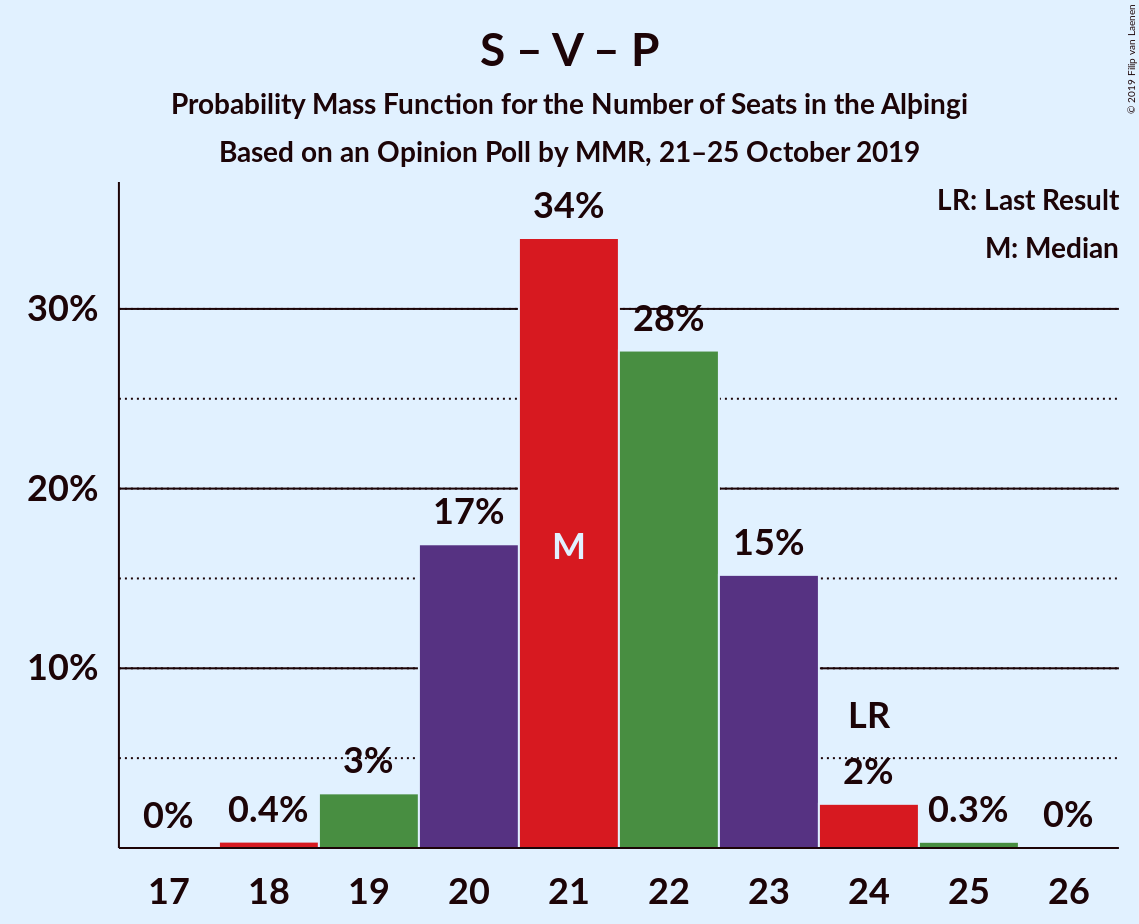 S – V – P
Probability Mass Function for the Number of Seats in the Alþingi
Based on an Opinion Poll by MMR, 21–25 October 2019
© 2019 Filip van Laenen
LR: Last Result
M: Median
34%
30%
28%
20%
17%
M
15%
10%
LR
3%
2%
0%
0.4%
0.3%
0%
17 18 19 20 21 22 23 24 25 26